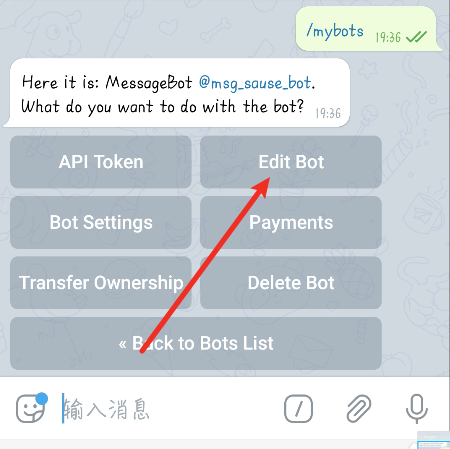 /mybots 19:36
Here it is: MessageBot @msg_sause_bot.
What do you want to do with the bot? 19:36
API Token
Edit Bot
Bot Settings
Payments
Transfer Ownership
Delete Bot
« Back to Bots List
输入消息